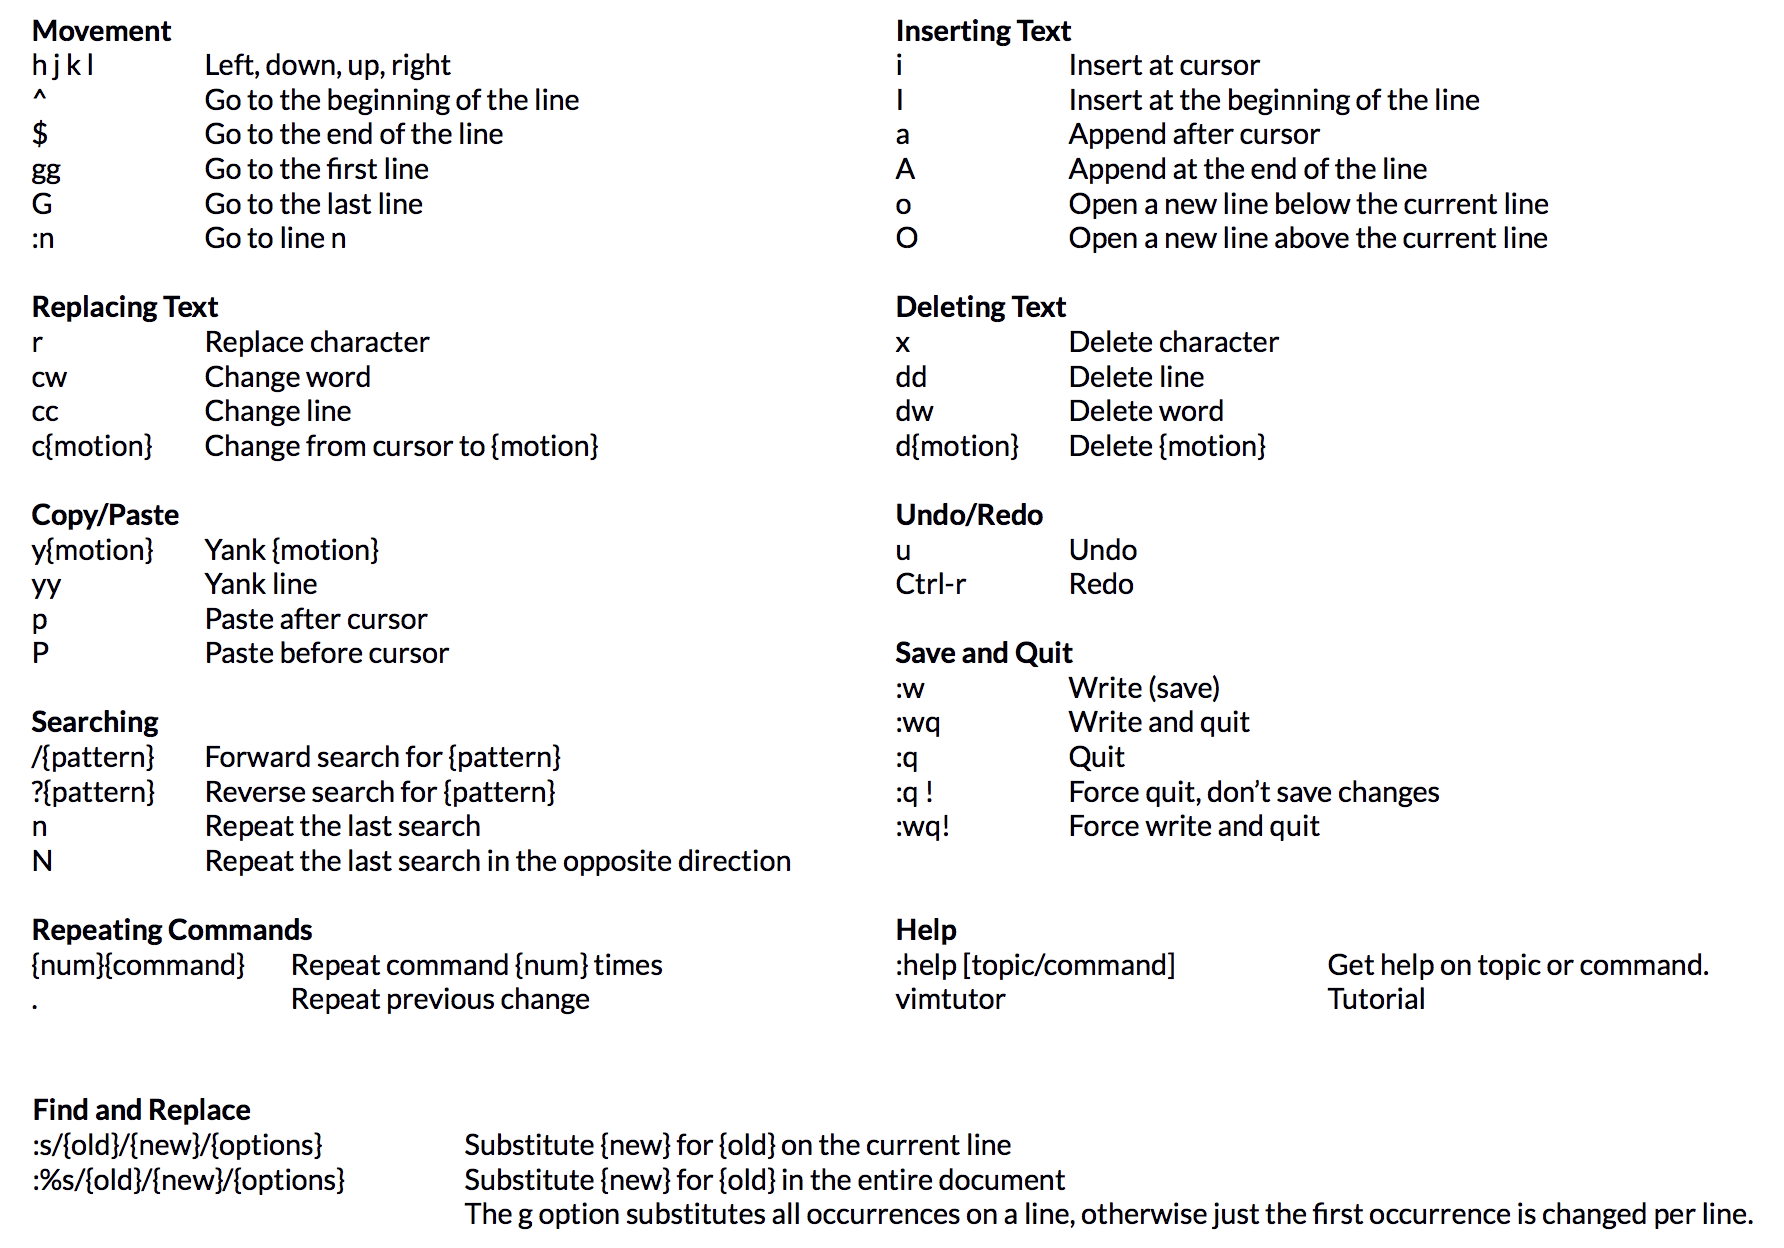 Movement
h j k l Left, down, up, right
^ Go to the beginning of the line
$ Go to the end of the line
gg Go to the first line
G Go to the last line
:n Go to line n
Inserting Text
i Insert at cursor
I Insert at the beginning of the line
a Append after cursor
A Append at the end of the line
o Open a new line below the current line
O Open a new line above the current line
Replacing Text
r Replace character
cw Change word
cc Change line
c{motion} Change from cursor to {motion}
Deleting Text
x Delete character
dd Delete line
dw Delete word
d{motion} Delete {motion}
Copy/Paste
y{motion} Yank {motion}
yy Yank line
p Paste after cursor
P Paste before cursor
Undo/Redo
u Undo
Ctrl-r Redo
Save and Quit
:w Write (save)
:wq Write and quit
:q Quit
:q ! Force quit, don’t save changes
:wq! Force write and quit
Searching
/{pattern} Forward search for {pattern}
?{pattern} Reverse search for {pattern}
n Repeat the last search
N Repeat the last search in the opposite direction
Repeating Commands
{num}{command} Repeat command {num} times
. Repeat previous change
Help
:help [topic/command] Get help on topic or command.
vimtutor Tutorial
Find and Replace
:s/{old}/{new}/{options} Substitute {new} for {old} on the current line
:%s/{old}/{new}/{options} Substitute {new} for {old} in the entire document
The g option substitutes all occurrences on a line, otherwise just the first occurrence is changed per line.